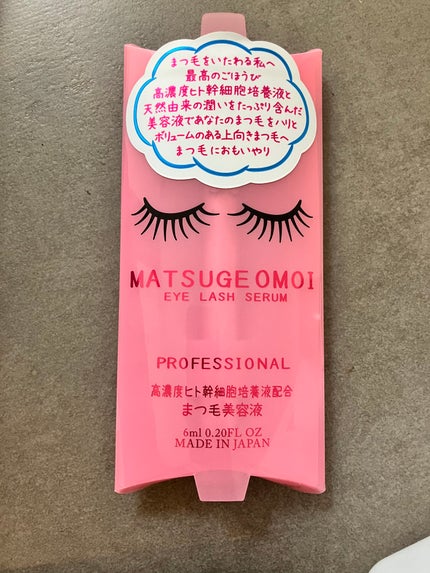 まつ毛をいたわる私へ
最高のごほうび
高濃度ヒト幹細胞培養液と
天然由来の潤いをたっぷり含んだ
美容液であなたのまつ毛をハリと
ボリュームのある上向きまつ毛へ
まつ毛におもいやり
MATSUGE OMOI
EYE LASH SERUM
PROFESSIONAL
高濃度ヒト幹細胞培養液配合
まつ毛美容液
6ml 0.20FL OZ
MADE IN JAPAN